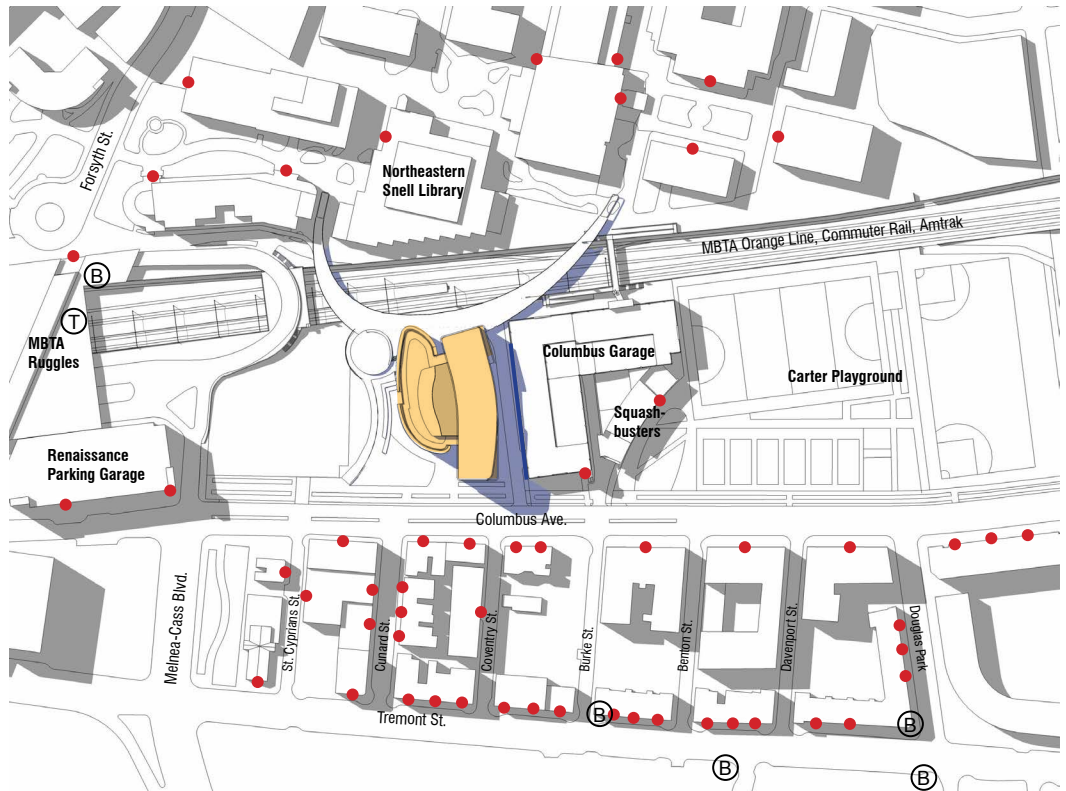 Forsyth St.
Northeastern
Snell Library
MBTA Orange Line, Commuter Rail, Amtrak
B
T
MBTA
Ruggles
Columbus Garage
Carter Playground
Squash-
busters
Renaissance
Parking Garage
Columbus Ave.
Melnea-Cass Blvd.
St. Cyprians St.
Cunard St.
Coventry St.
Burke St.
Benton St.
Davenport St.
Douglas Park
Tremont St.
B
B
B
B